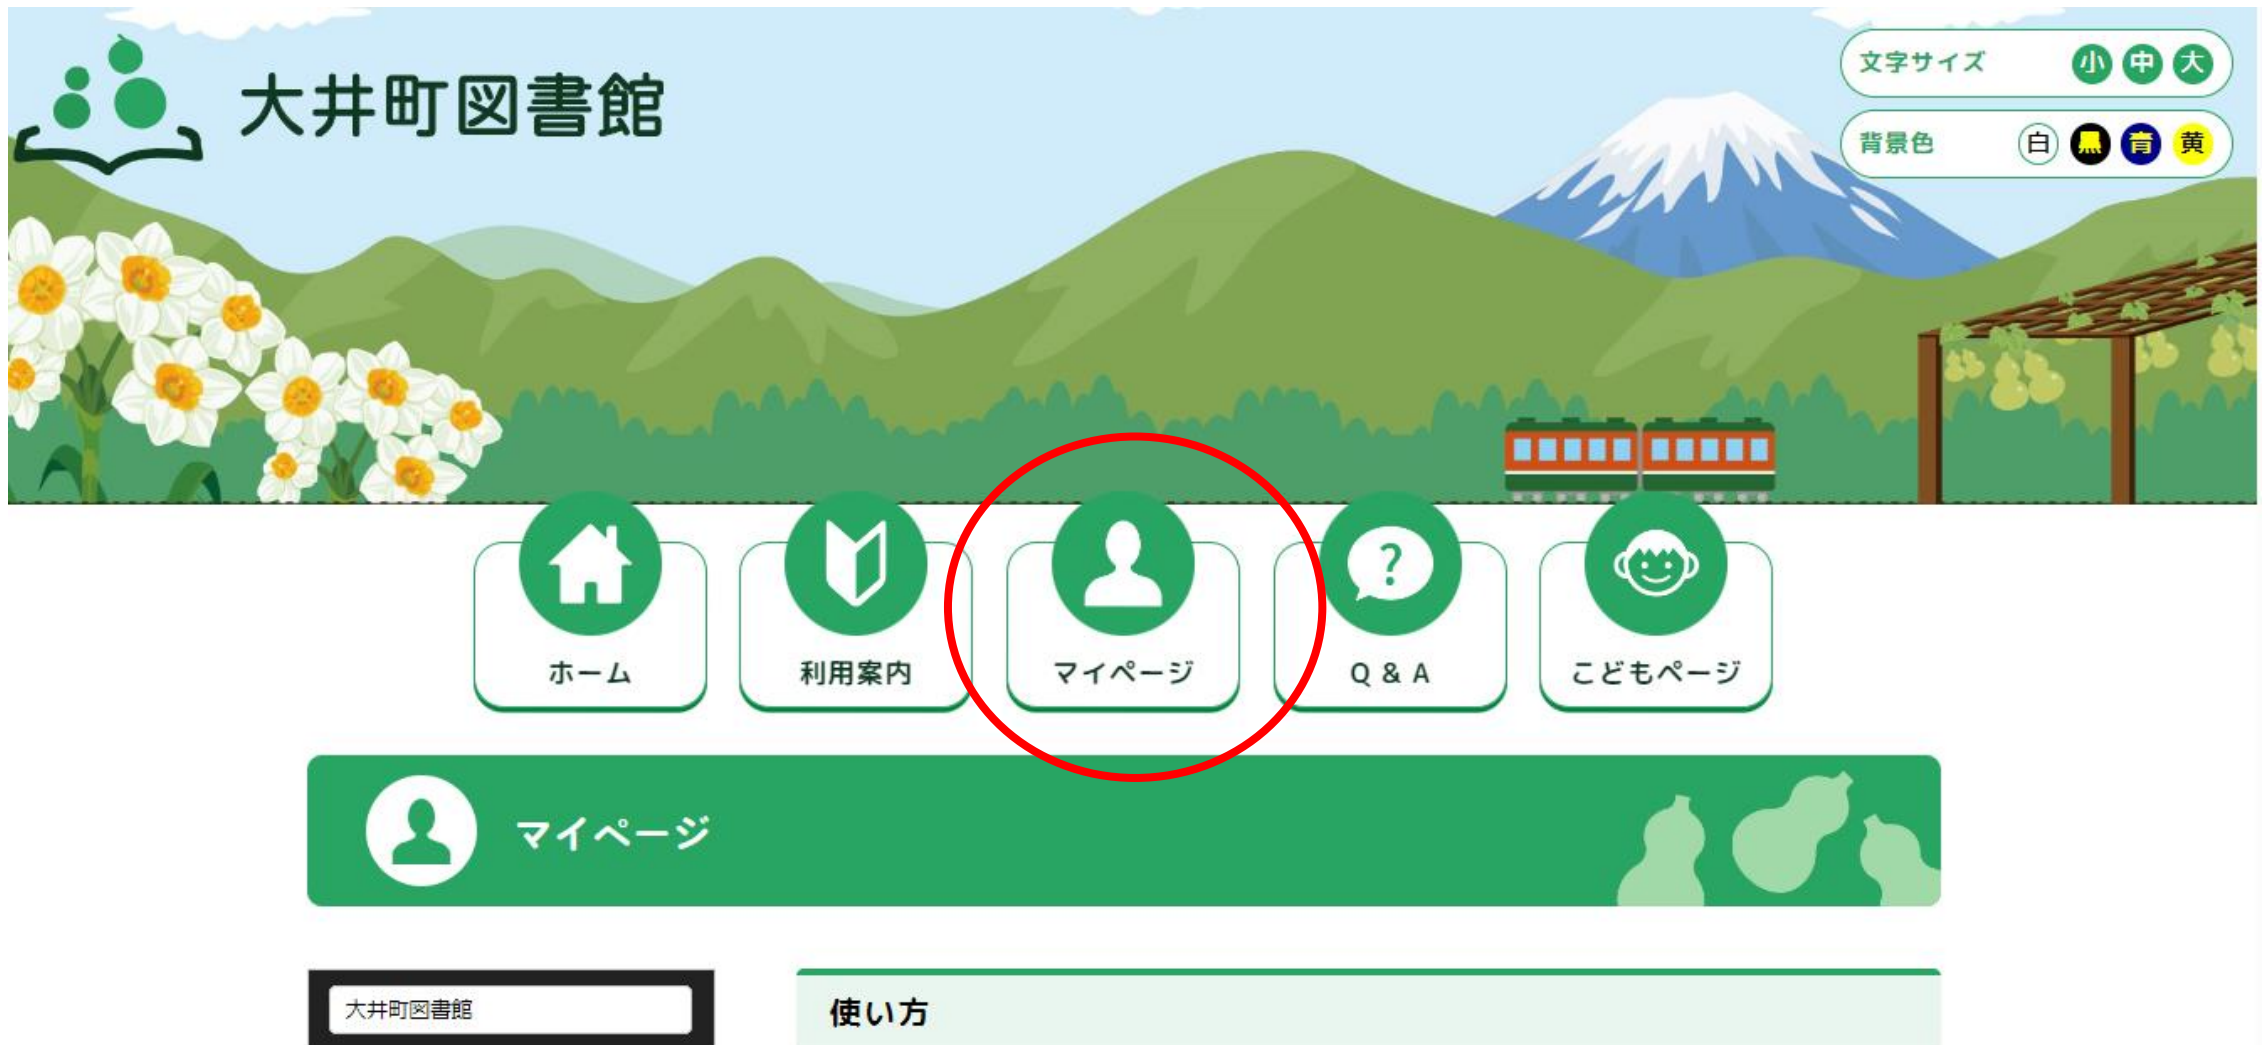 大井町図書館
文字サイズ 小 中 大
背景色 白 黒 青 黄
ホーム
利用案内
マイページ
?
Q & A
こどもページ
マイページ
大井町図書館
使い方